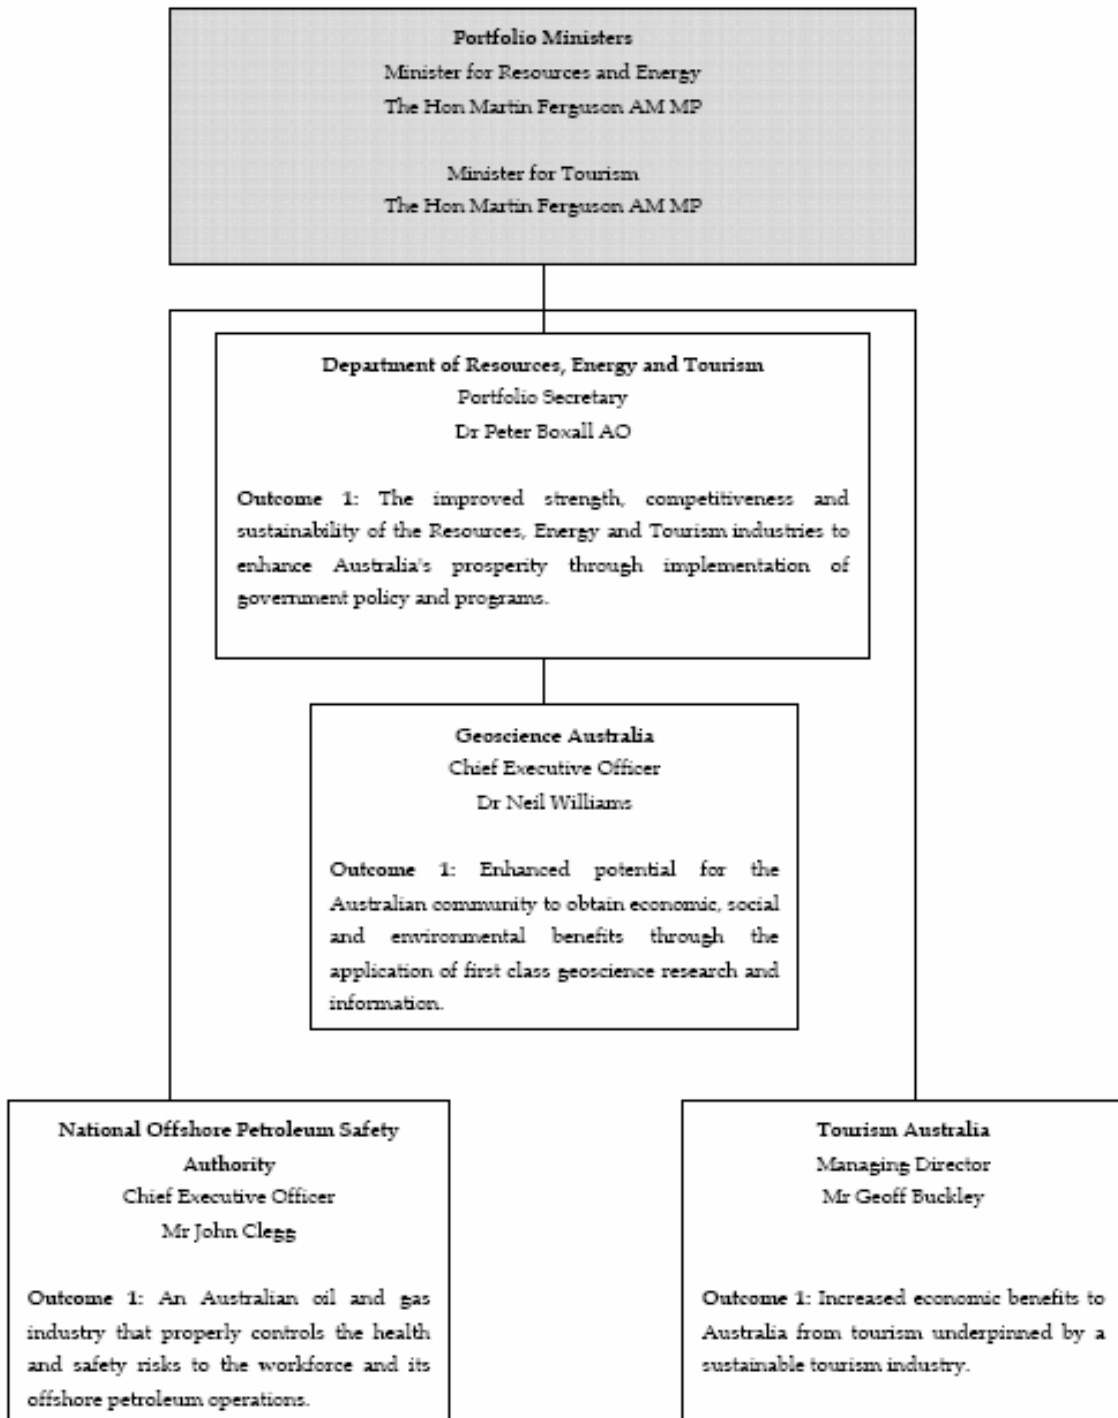 Portfolio Ministers
Minister for Resources and Energy
The Hon Martin Ferguson AM MP
Minister for Tourism
The Hon Martin Ferguson AM MP
Department of Resources, Energy and Tourism
Portfolio Secretary
Dr Peter Boxall AO
Outcome 1: The improved strength, competitiveness and
sustainability of the Resources, Energy and Tourism industries to
enhance Australia's prosperity through implementation of
government policy and programs.
Geoscience Australia
Chief Executive Officer
Dr Neil Williams
Outcome 1: Enhanced potential for the
Australian community to obtain economic, social
and environmental benefits through the
application of first class geoscience research and
information.
National Offshore Petroleum Safety
Authority
Chief Executive Officer
Mr John Clegg
Outcome 1: An Australian oil and gas
industry that properly controls the health
and safety risks to the workforce and its
offshore petroleum operations.
Tourism Australia
Managing Director
Mr Geoff Buckley
Outcome 1: Increased economic benefits to
Australia from tourism underpinned by a
sustainable tourism industry.